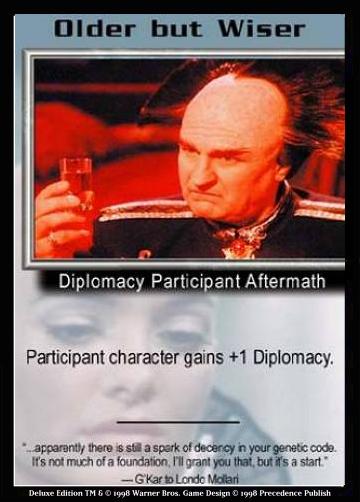 Older but Wiser
Diplomacy Participant Aftermath
Participant character gains +1 Diplomacy.
"...apparently there is still a spark of decency in your genetic code.
It's not much of a foundation, I'll grant you that, but it's a start."
— G'Kar to Londo Mollari
Deluxe Edition TM & © 1998 Warner Bros. Game Design © 1998 Precedence Publish